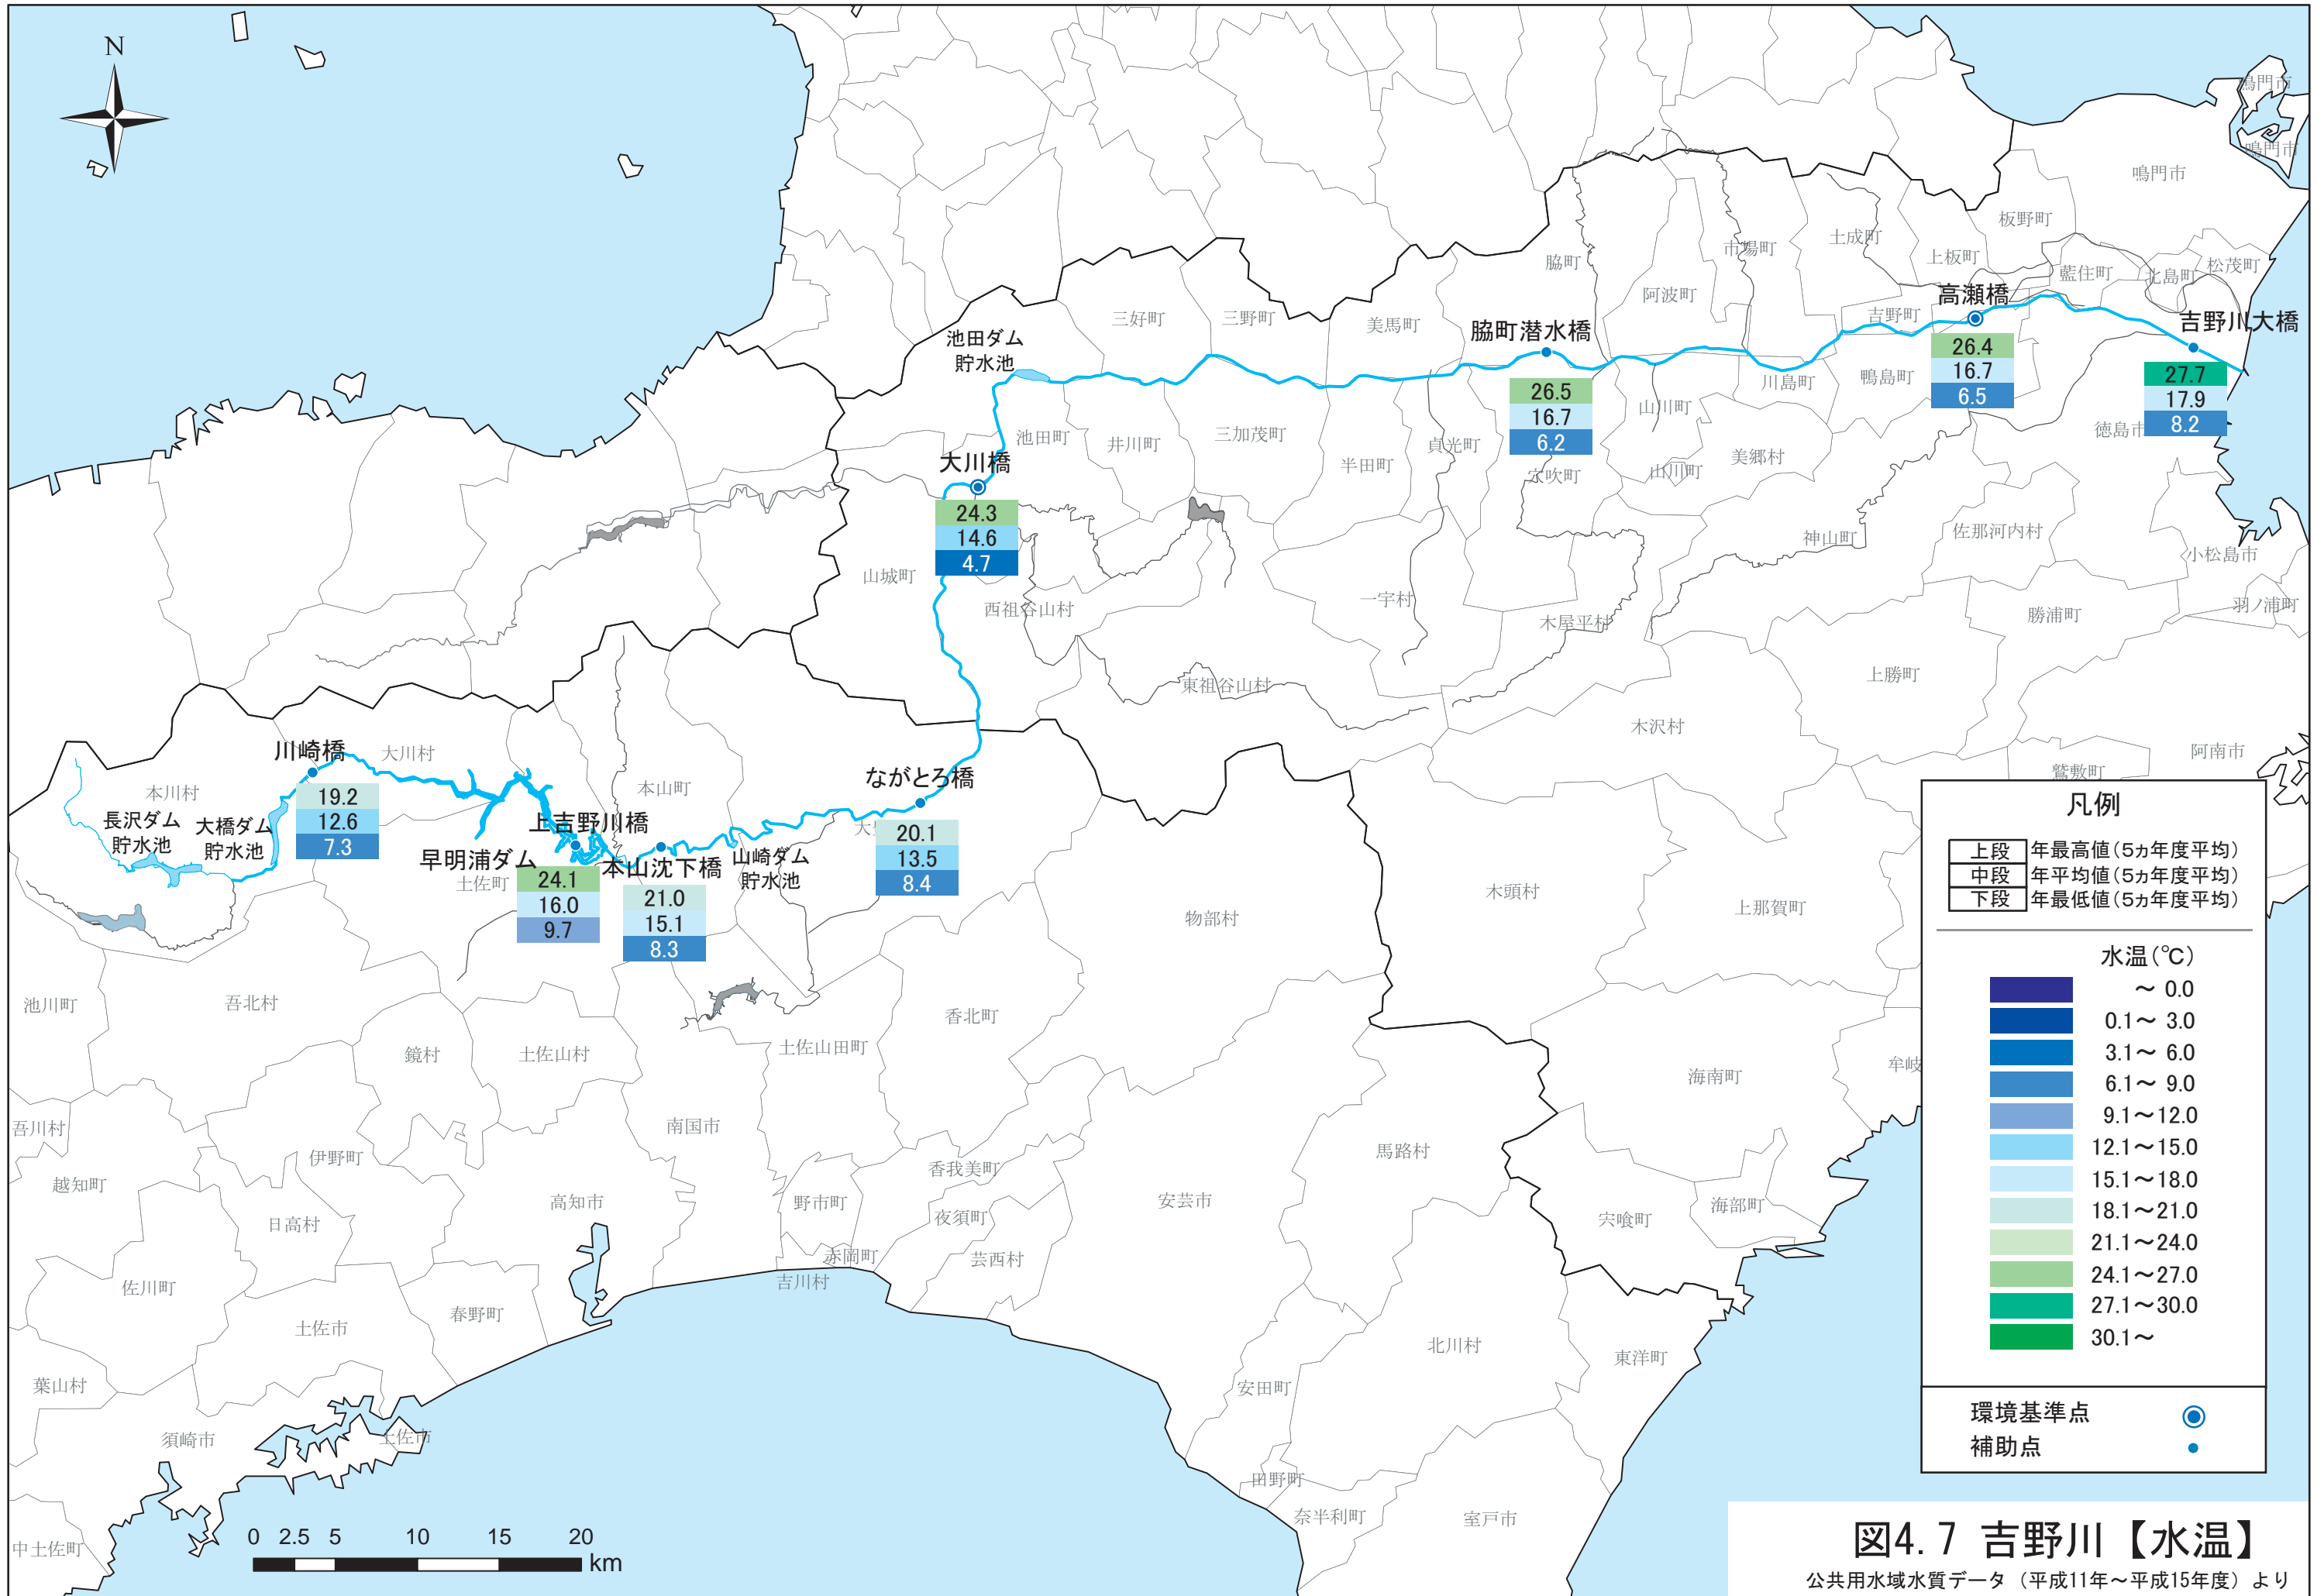 N
鳴門市
鳴門市
鳴門市
板野町
土成町
市場町
上板町
脇町
松茂町
藍住町
北島町
阿波町
高瀬橋
吉野町
吉野川大橋
三好町
三野町
美馬町
脇町潜水橋
池田ダム
貯水池
26.4
16.7
6.5
27.7
17.9
8.2
鴨島町
川島町
26.5
16.7
6.2
山川町
徳島市
池田町
井川町
三加茂町
貞光町
半田町
美郷村
山川町
穴吹町
大川橋
24.3
14.6
4.7
神山町
佐那河内村
小松島市
山城町
西祖谷山村
一宇村
木屋平村
勝浦町
羽ノ浦町
東祖谷山村
上勝町
木沢村
阿南市
鷲敷町
川崎橋
大川村
本川村
19.2
12.6
7.3
長沢ダム
貯水池
大橋ダム
貯水池
本山町
ながとろ橋
20.1
13.5
8.4
上吉野川橋
早明浦ダム
土佐町
24.1
16.0
9.7
本山沈下橋
21.0
15.1
8.3
山崎ダム
貯水池
物部村
木頭村
上那賀町
池川町
吾北村
鏡村
土佐山村
土佐山田町
香北町
海南町
牟岐
吾川村
南国市
伊野町
越知町
香我美町
馬路村
日高村
高知市
野市町
夜須町
安芸市
宍喰町
海部町
赤岡町
芸西村
吉川村
佐川町
春野町
土佐市
北川村
東洋町
葉山村
安田町
須崎市
土佐市
田野町
奈半利町
室戸市
中土佐町
凡例
上段 年最高値(5ヵ年度平均)
中段 年平均値(5ヵ年度平均)
下段 年最低値(5ヵ年度平均)
水温(℃)
～ 0.0
0.1～ 3.0
3.1～ 6.0
6.1～ 9.0
9.1～12.0
12.1～15.0
15.1～18.0
18.1～21.0
21.1～24.0
24.1～27.0
27.1～30.0
30.1～
環境基準点
補助点
0 2.5 5 10 15 20
km
図4.7 吉野川【水温】
公共用水域水質データ（平成11年～平成15年度）より